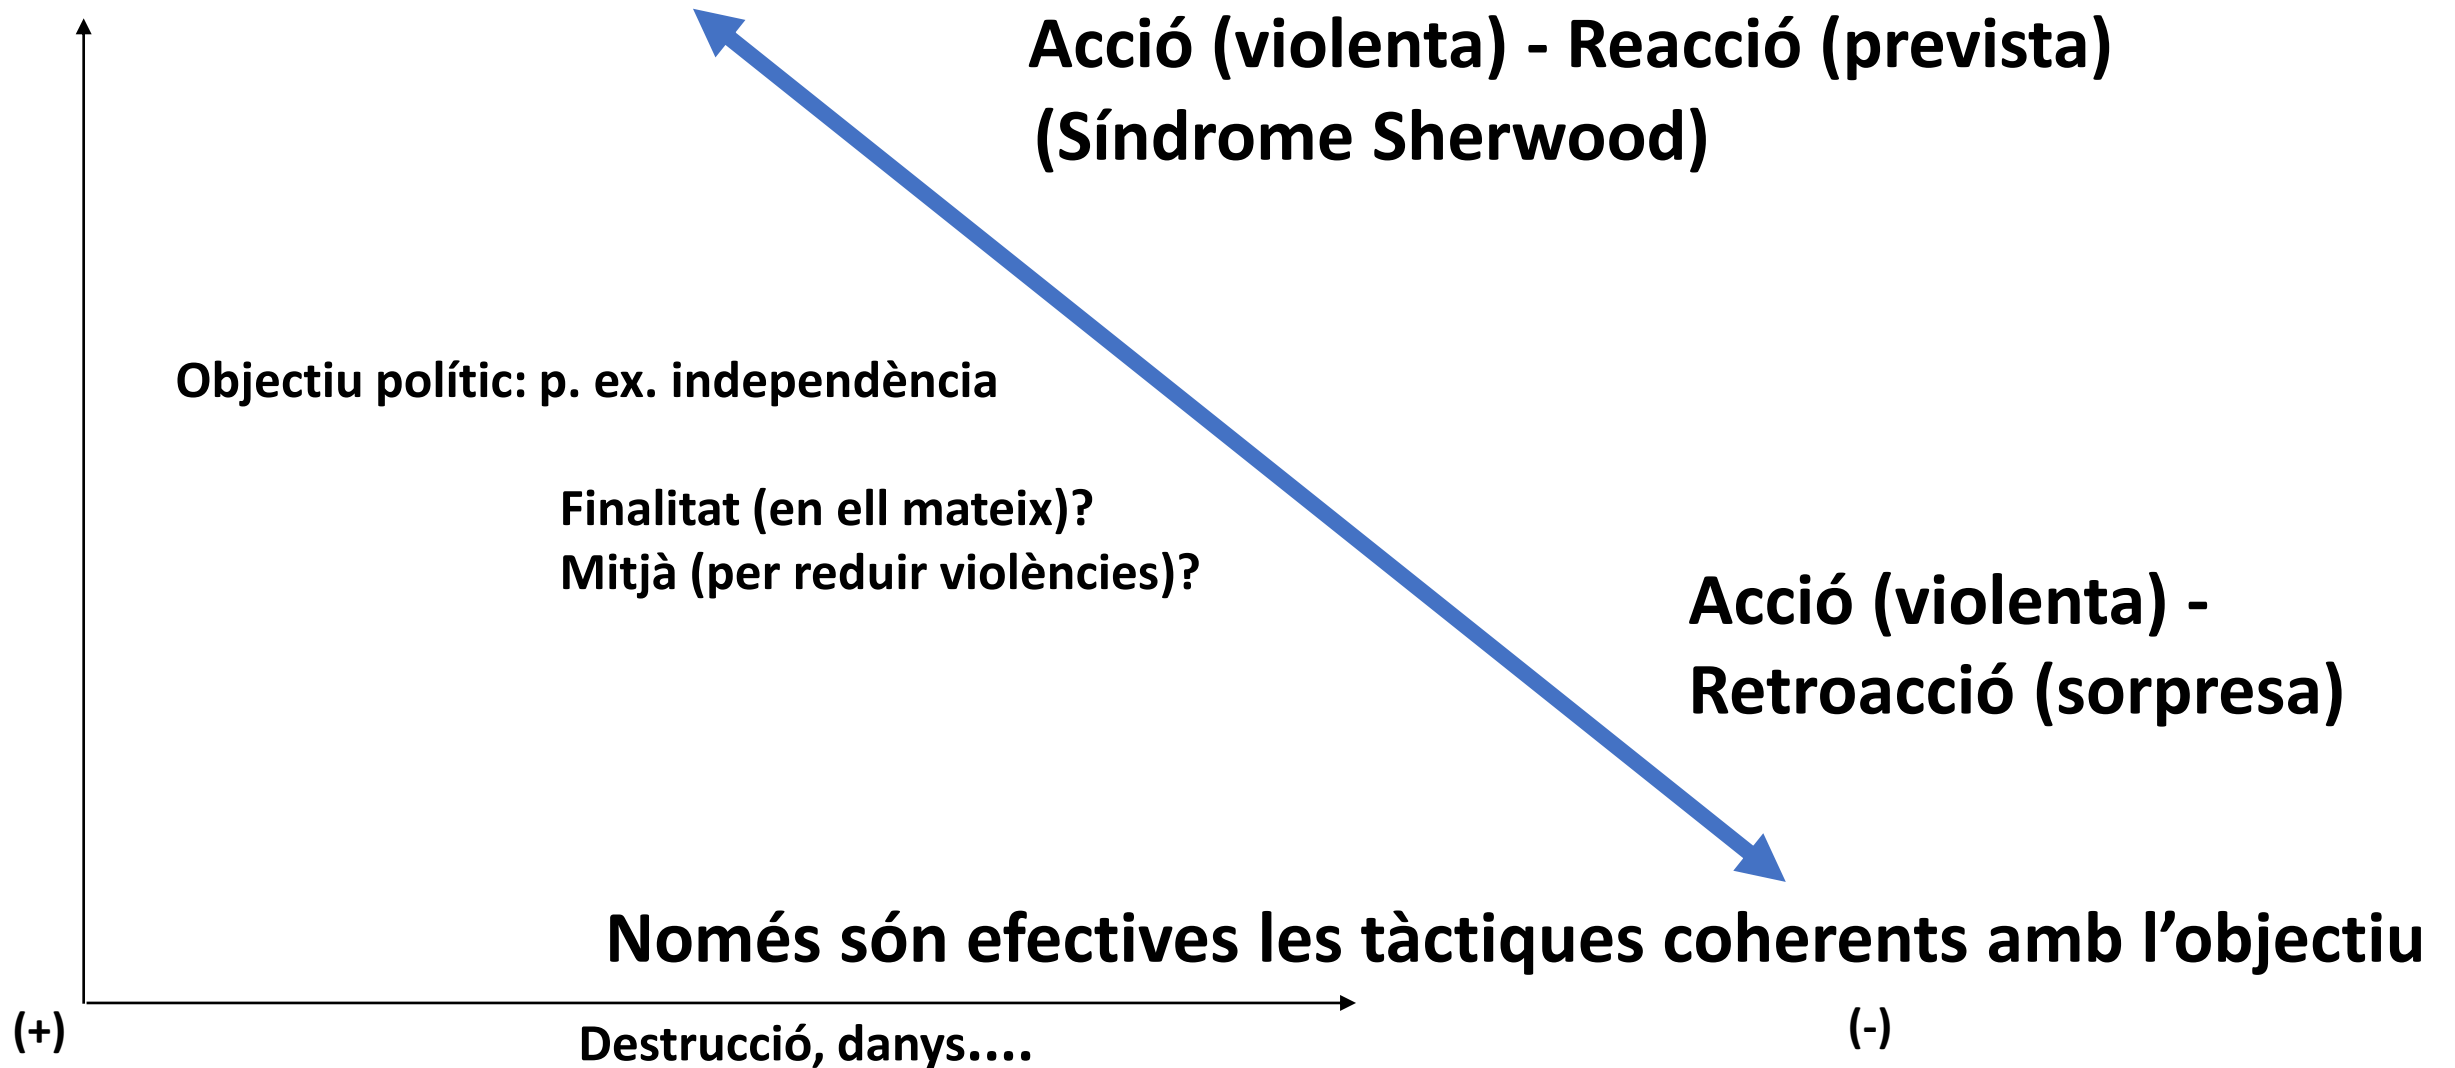 Acció (violenta) - Reacció (prevista)
(Síndrome Sherwood)
Objectiu polític: p. ex. independència
Finalitat (en ell mateix)?
Mitjà (per reduir violències)?
Acció (violenta) -
Retroacció (sorpresa)
Només són efectives les tàctiques coherents amb l’objectiu
(+)
(-)
Destrucció, danys....